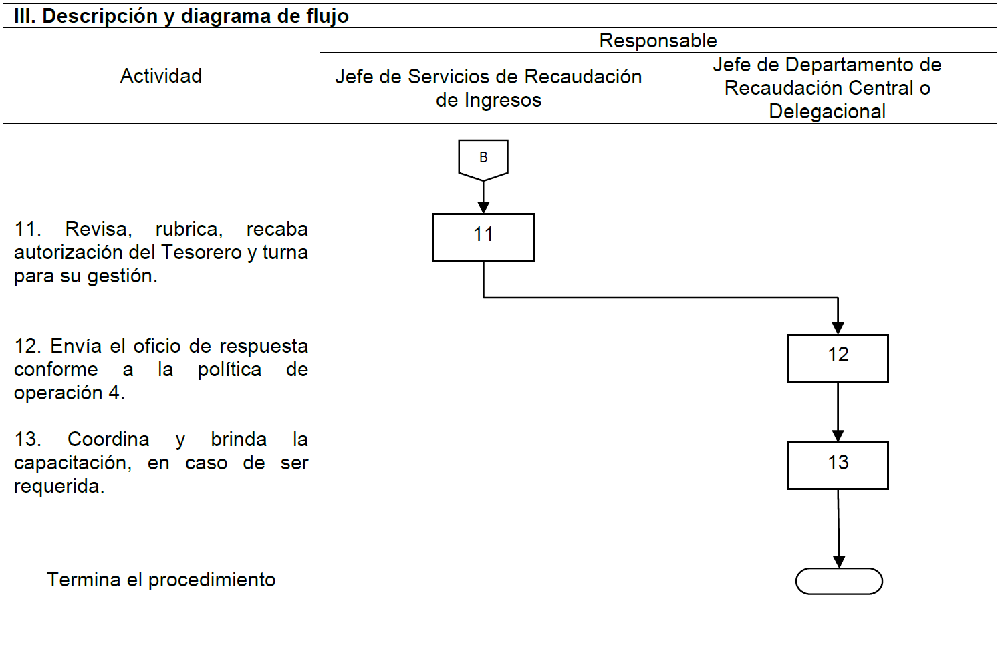 III. Descripción y diagrama de flujo
Actividad
Responsable
Jefe de Servicios de Recaudación
de Ingresos
Jefe de Departamento de
Recaudación Central o
Delegacional
B
11. Revisa, rubrica, recaba
autorización del Tesorero y turna
para su gestión.
11
12. Envía el oficio de respuesta
conforme a la política de
operación 4.
12
13. Coordina y brinda la
capacitación, en caso de ser
requerida.
13
Termina el procedimiento